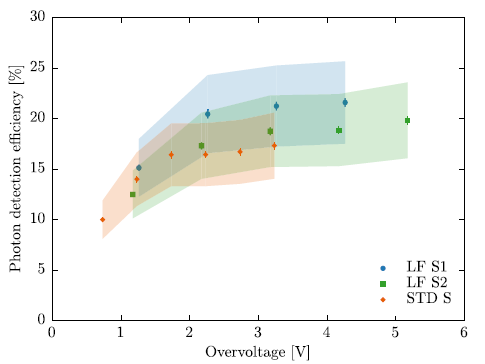 30
25
20
15
10
5
0
Photon detection efficiency [%]
LF S1
LF S2
STD S
0 1 2 3 4 5 6
Overvoltage [V]